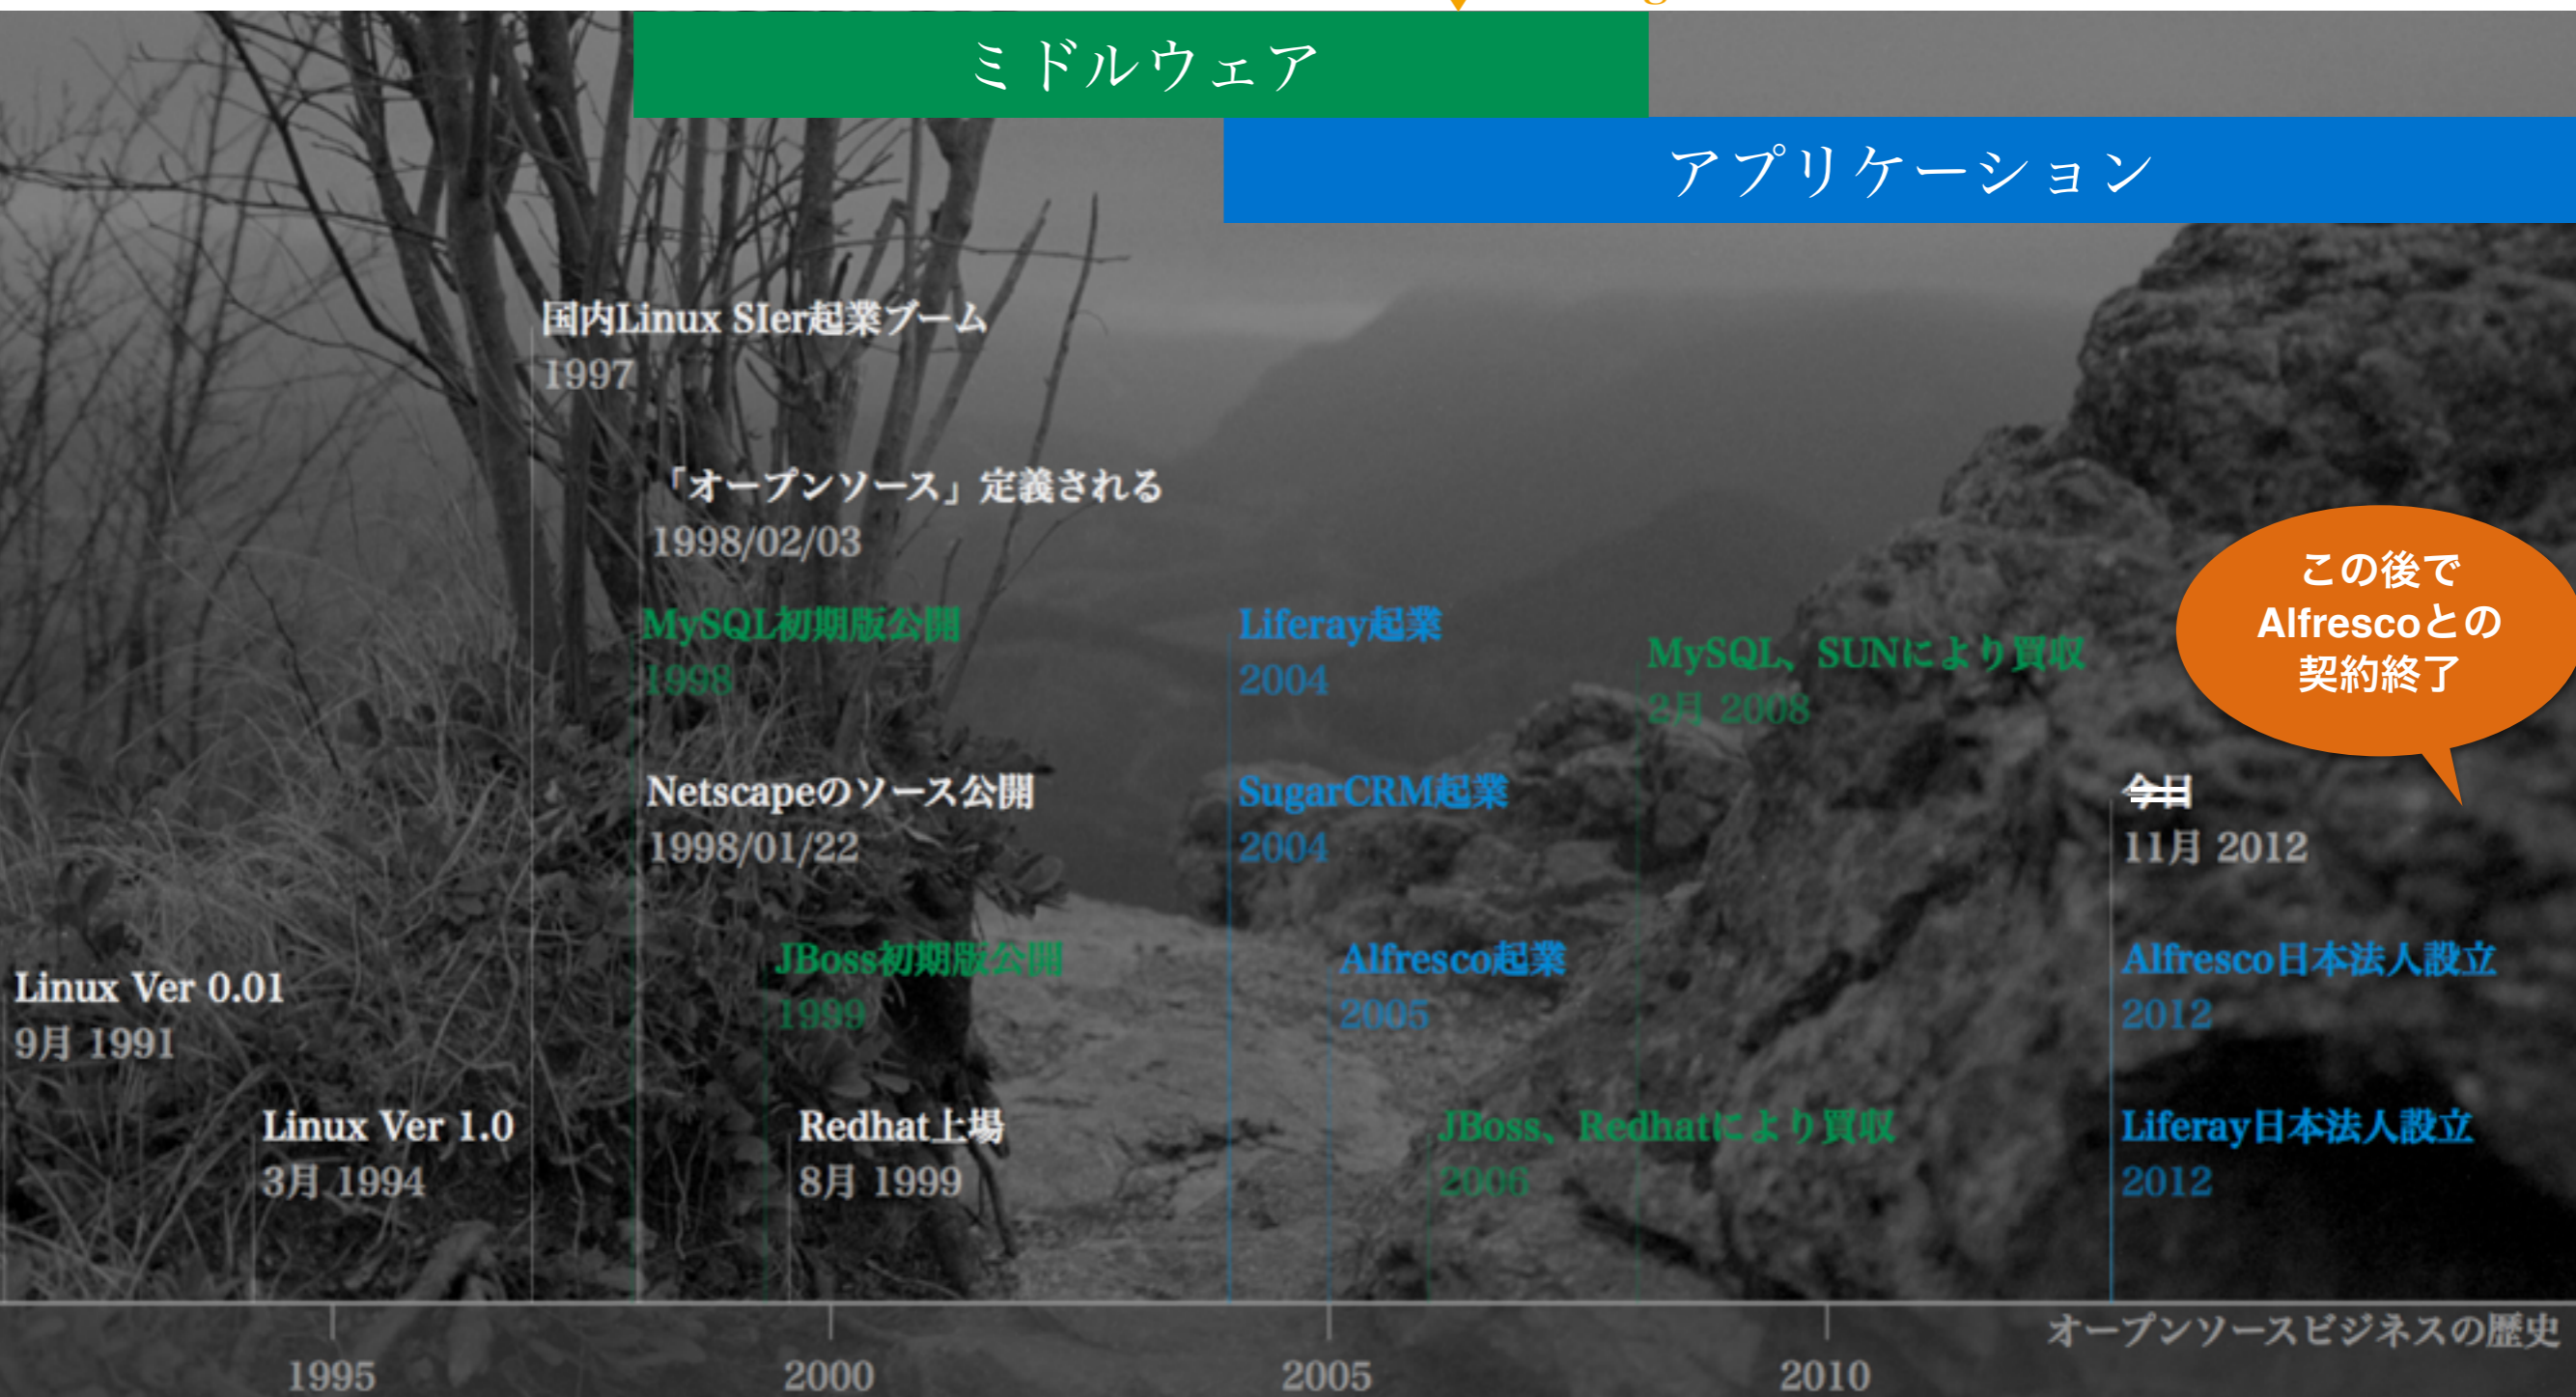 ミドルウェア
アプリケーション
国内Linux SIer起業ブーム
1997
「オープンソース」定義される
1998/02/03
MySQL初期版公開
1998
Liferay起業
2004
MySQL、SUNにより買収
2月 2008
この後で
Alfrescoとの
契約終了
Netscapeのソース公開
1998/01/22
SugarCRM起業
2004
今日
11月 2012
JBoss初期版公開
1999
Alfresco起業
2005
Alfresco日本法人設立
2012
Linux Ver 0.01
9月 1991
Linux Ver 1.0
3月 1994
Redhat上場
8月 1999
JBoss、Redhatにより買収
2006
Liferay日本法人設立
2012
オープンソースビジネスの歴史
1995
2000
2005
2010